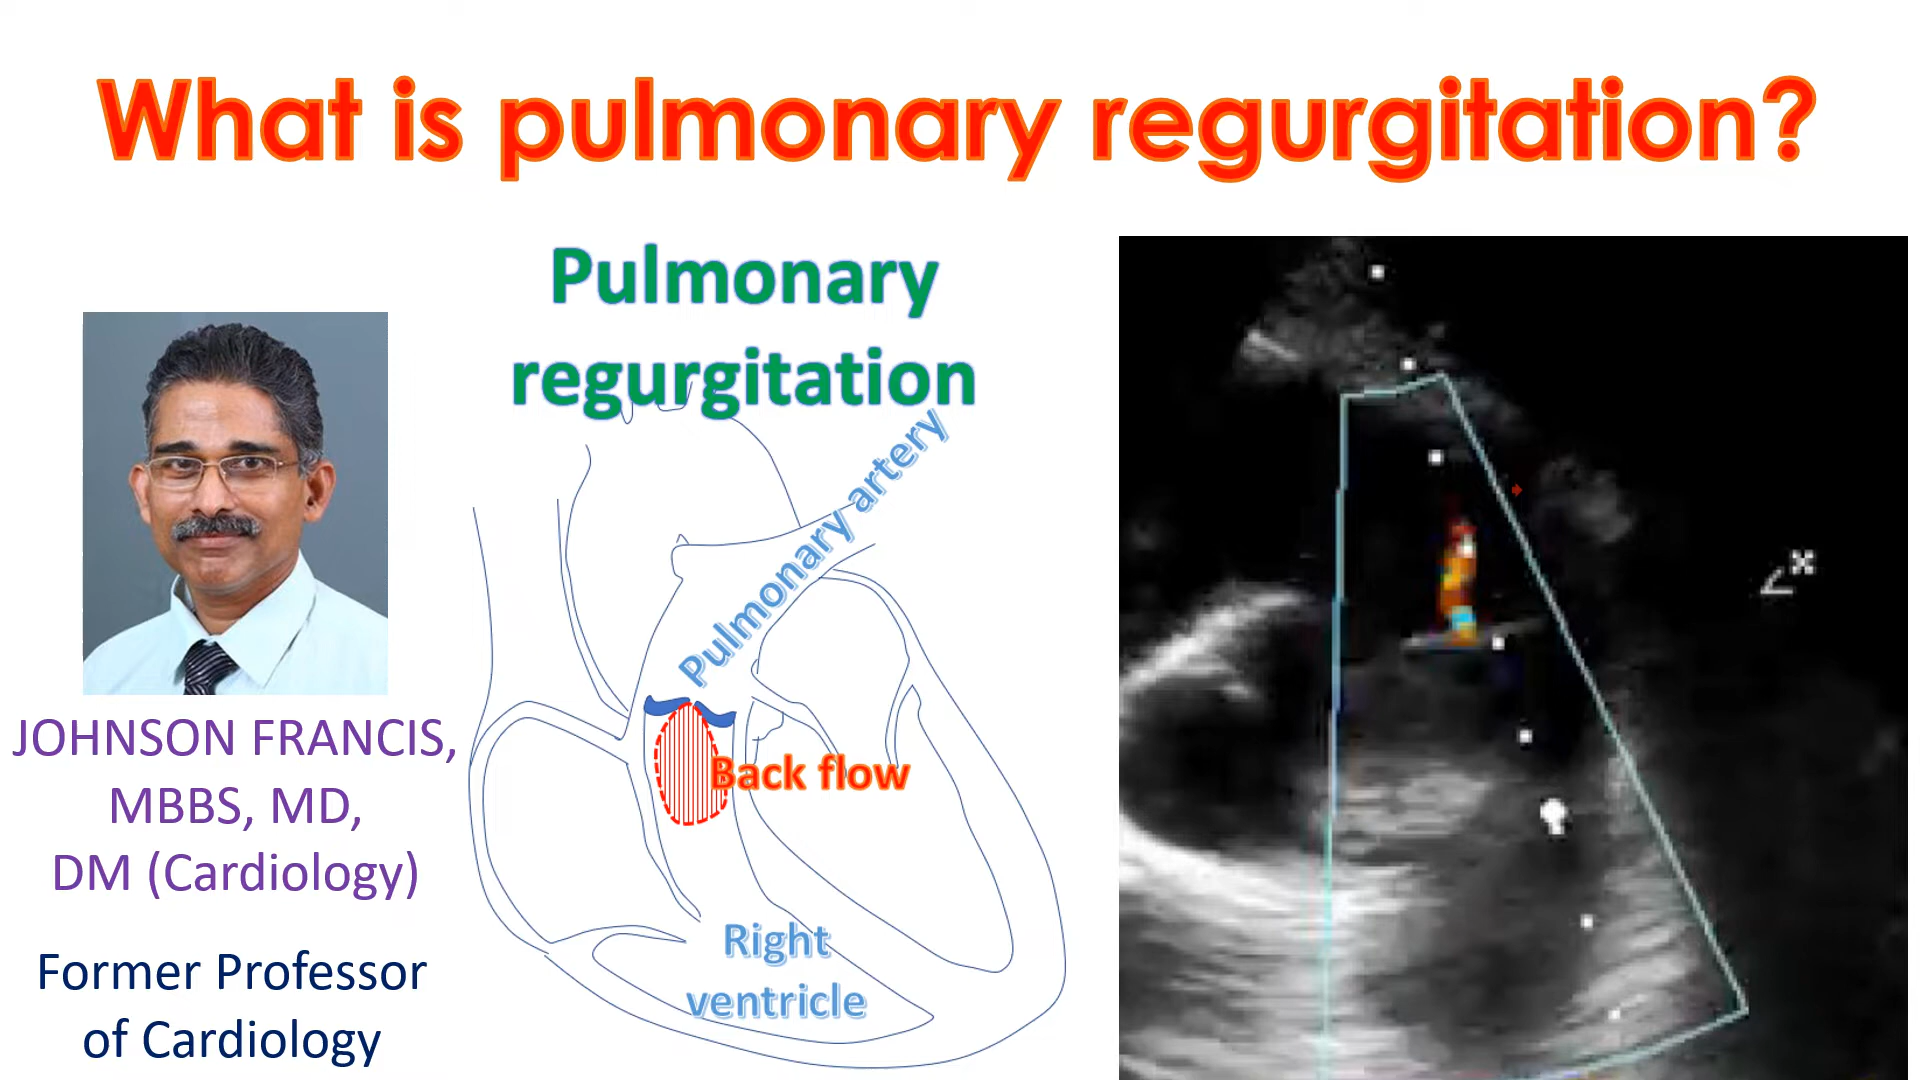 What is pulmonary regurgitation?
Pulmonary
regurgitation
Pulmonary artery
Back flow
Right
ventricle
JOHNSON FRANCIS,
MBBS, MD,
DM (Cardiology)
Former Professor
of Cardiology
x